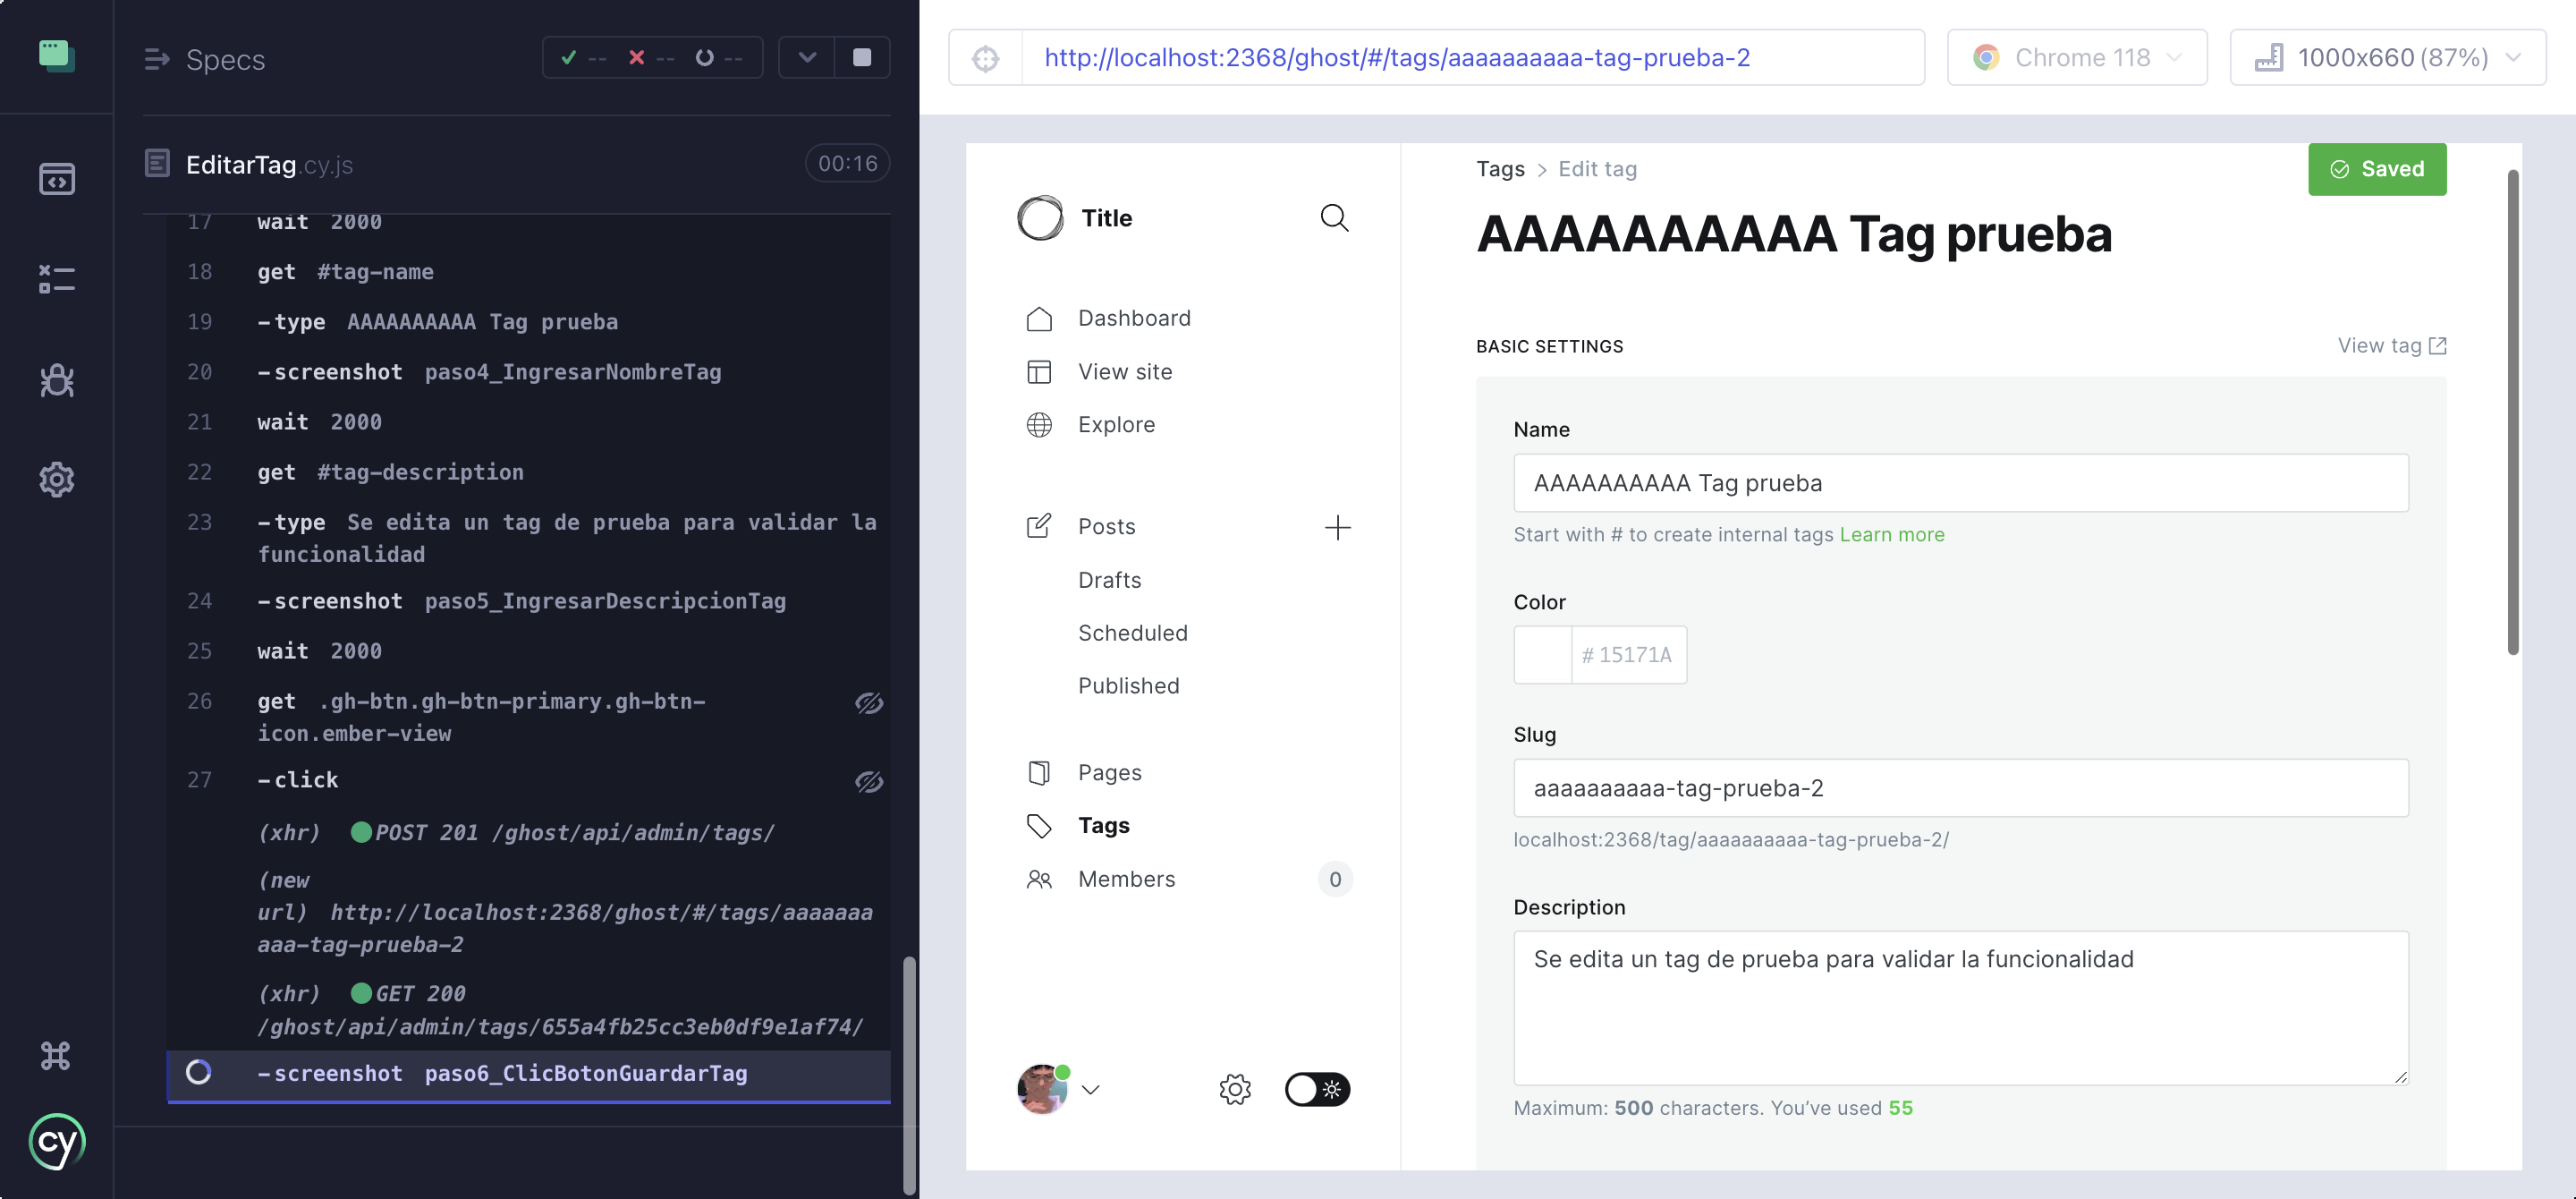 Specs
-- -- --
EditarTag.cy.js
00:16
17 wait 2000
18 get #tag-name
19 -type AAAAAAAAAA Tag prueba
20 -screenshot paso4_IngresarNombreTag
21 wait 2000
22 get #tag-description
23 -type Se edita un tag de prueba para validar la
funcionalidad
24 -screenshot paso5_IngresarDescripcionTag
25 wait 2000
26 get .gh-btn.gh-btn-primary.gh-btn-
icon.ember-view
27 -click
(xhr) POST 201 /ghost/api/admin/tags/
(new
url) http://localhost:2368/ghost/#/tags/aaaaaaa
aaa-tag-prueba-2
(xhr) GET 200
/ghost/api/admin/tags/655a4fb25cc3eb0df9e1af74/
-screenshot paso6_ClicBotonGuardarTag
cy
http://localhost:2368/ghost/#/tags/aaaaaaaaaa-tag-prueba-2
Chrome 118
1000x660 (87%)
Title
Dashboard
View site
Explore
Posts
Drafts
Scheduled
Published
Pages
Tags
Members 0
Tags > Edit tag
Saved
AAAAAAAAAA Tag prueba
BASIC SETTINGS
View tag
Name
AAAAAAAAAA Tag prueba
Start with # to create internal tags Learn more
Color
# 15171A
Slug
aaaaaaaaaa-tag-prueba-2
localhost:2368/tag/aaaaaaaaaa-tag-prueba-2/
Description
Se edita un tag de prueba para validar la funcionalidad
Maximum: 500 characters. You’ve used 55